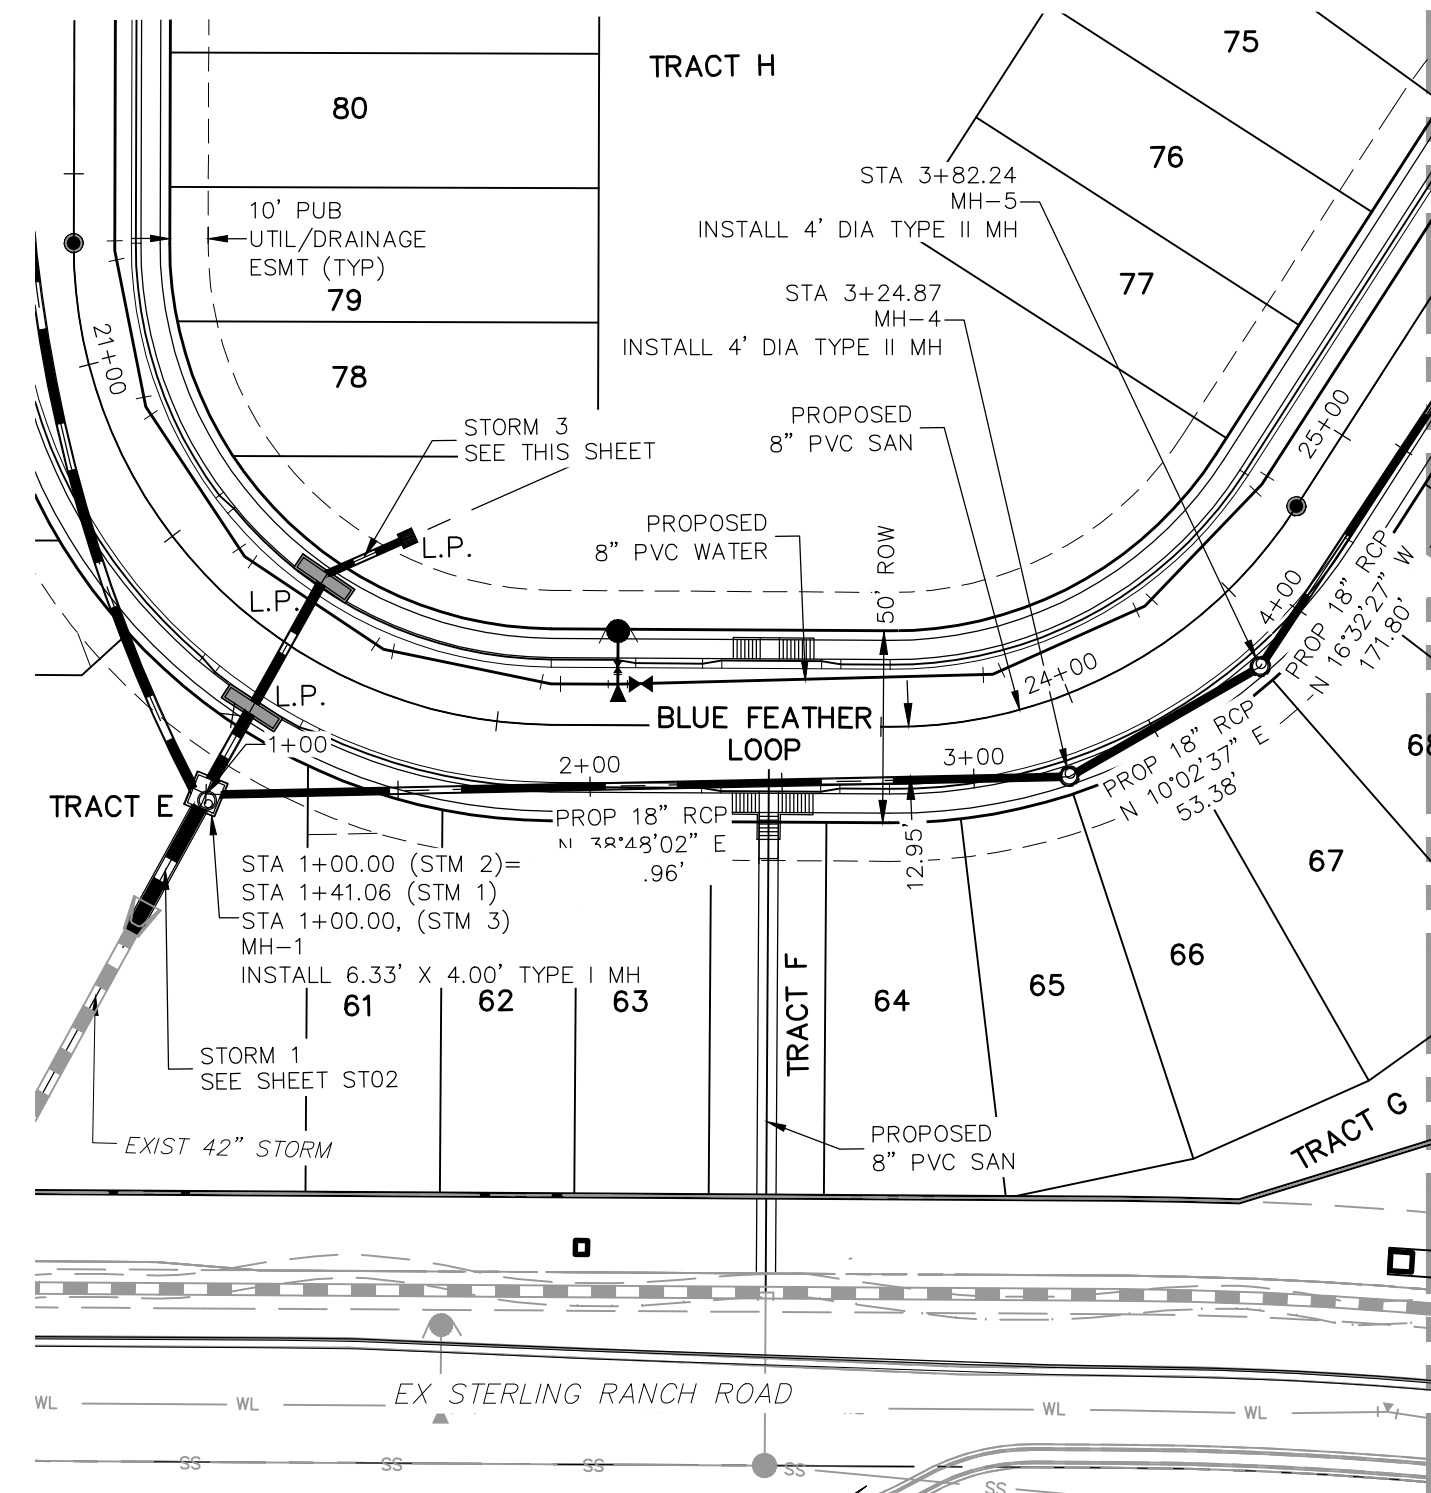 TRACT H
75
80
76
STA 3+82.24
MH-5
INSTALL 4' DIA TYPE II MH
10' PUB
UTIL/DRAINAGE
ESMT (TYP)
79
77
STA 3+24.87
MH-4
INSTALL 4' DIA TYPE II MH
21+00
78
STORM 3
SEE THIS SHEET
PROPOSED
8" PVC SAN
25+00
PROPOSED
8" PVC WATER
50' ROW
L.P.
L.P.
L.P.
4+00
PROP 18" RCP
N 16°32'27" W
171.80'
24+00
BLUE FEATHER
LOOP
1+00
2+00
3+00
PROP 18" RCP
N 10°02'37" E
53.38'
68
TRACT E
PROP 18" RCP
N 38°48'02" E
.96'
12.95'
67
STA 1+00.00 (STM 2)=
STA 1+41.06 (STM 1)
STA 1+00.00, (STM 3)
MH-1
INSTALL 6.33' X 4.00' TYPE I MH
61
62
63
TRACT F
64
65
66
STORM 1
SEE SHEET ST02
EXIST 42" STORM
PROPOSED
8" PVC SAN
TRACT G
EX STERLING RANCH ROAD
WL
WL
WL
WL
SS
SS
SS
SS
SS